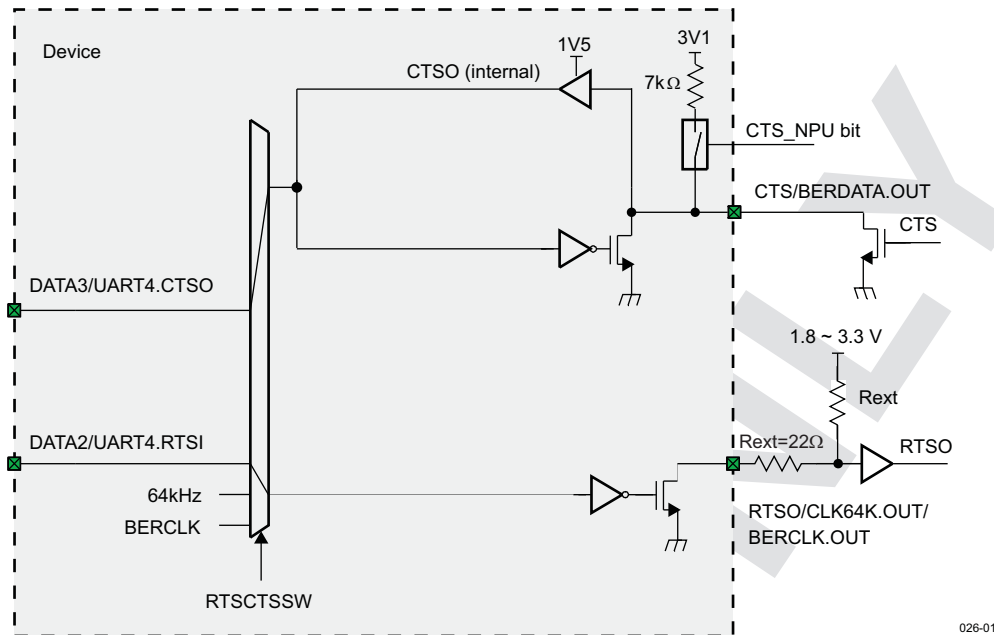 Device
1V5
3V1
CTSO (internal)
7kΩ
CTS_NPU bit
CTS/BERDATA.OUT
CTS
DATA3/UART4.CTSO
1.8 ~ 3.3 V
Rext
DATA2/UART4.RTSI
Rext=22Ω
RTSO
64kHz
BERCLK
RTSO/CLK64K.OUT/
BERCLK.OUT
RTSCTSSW
026-01